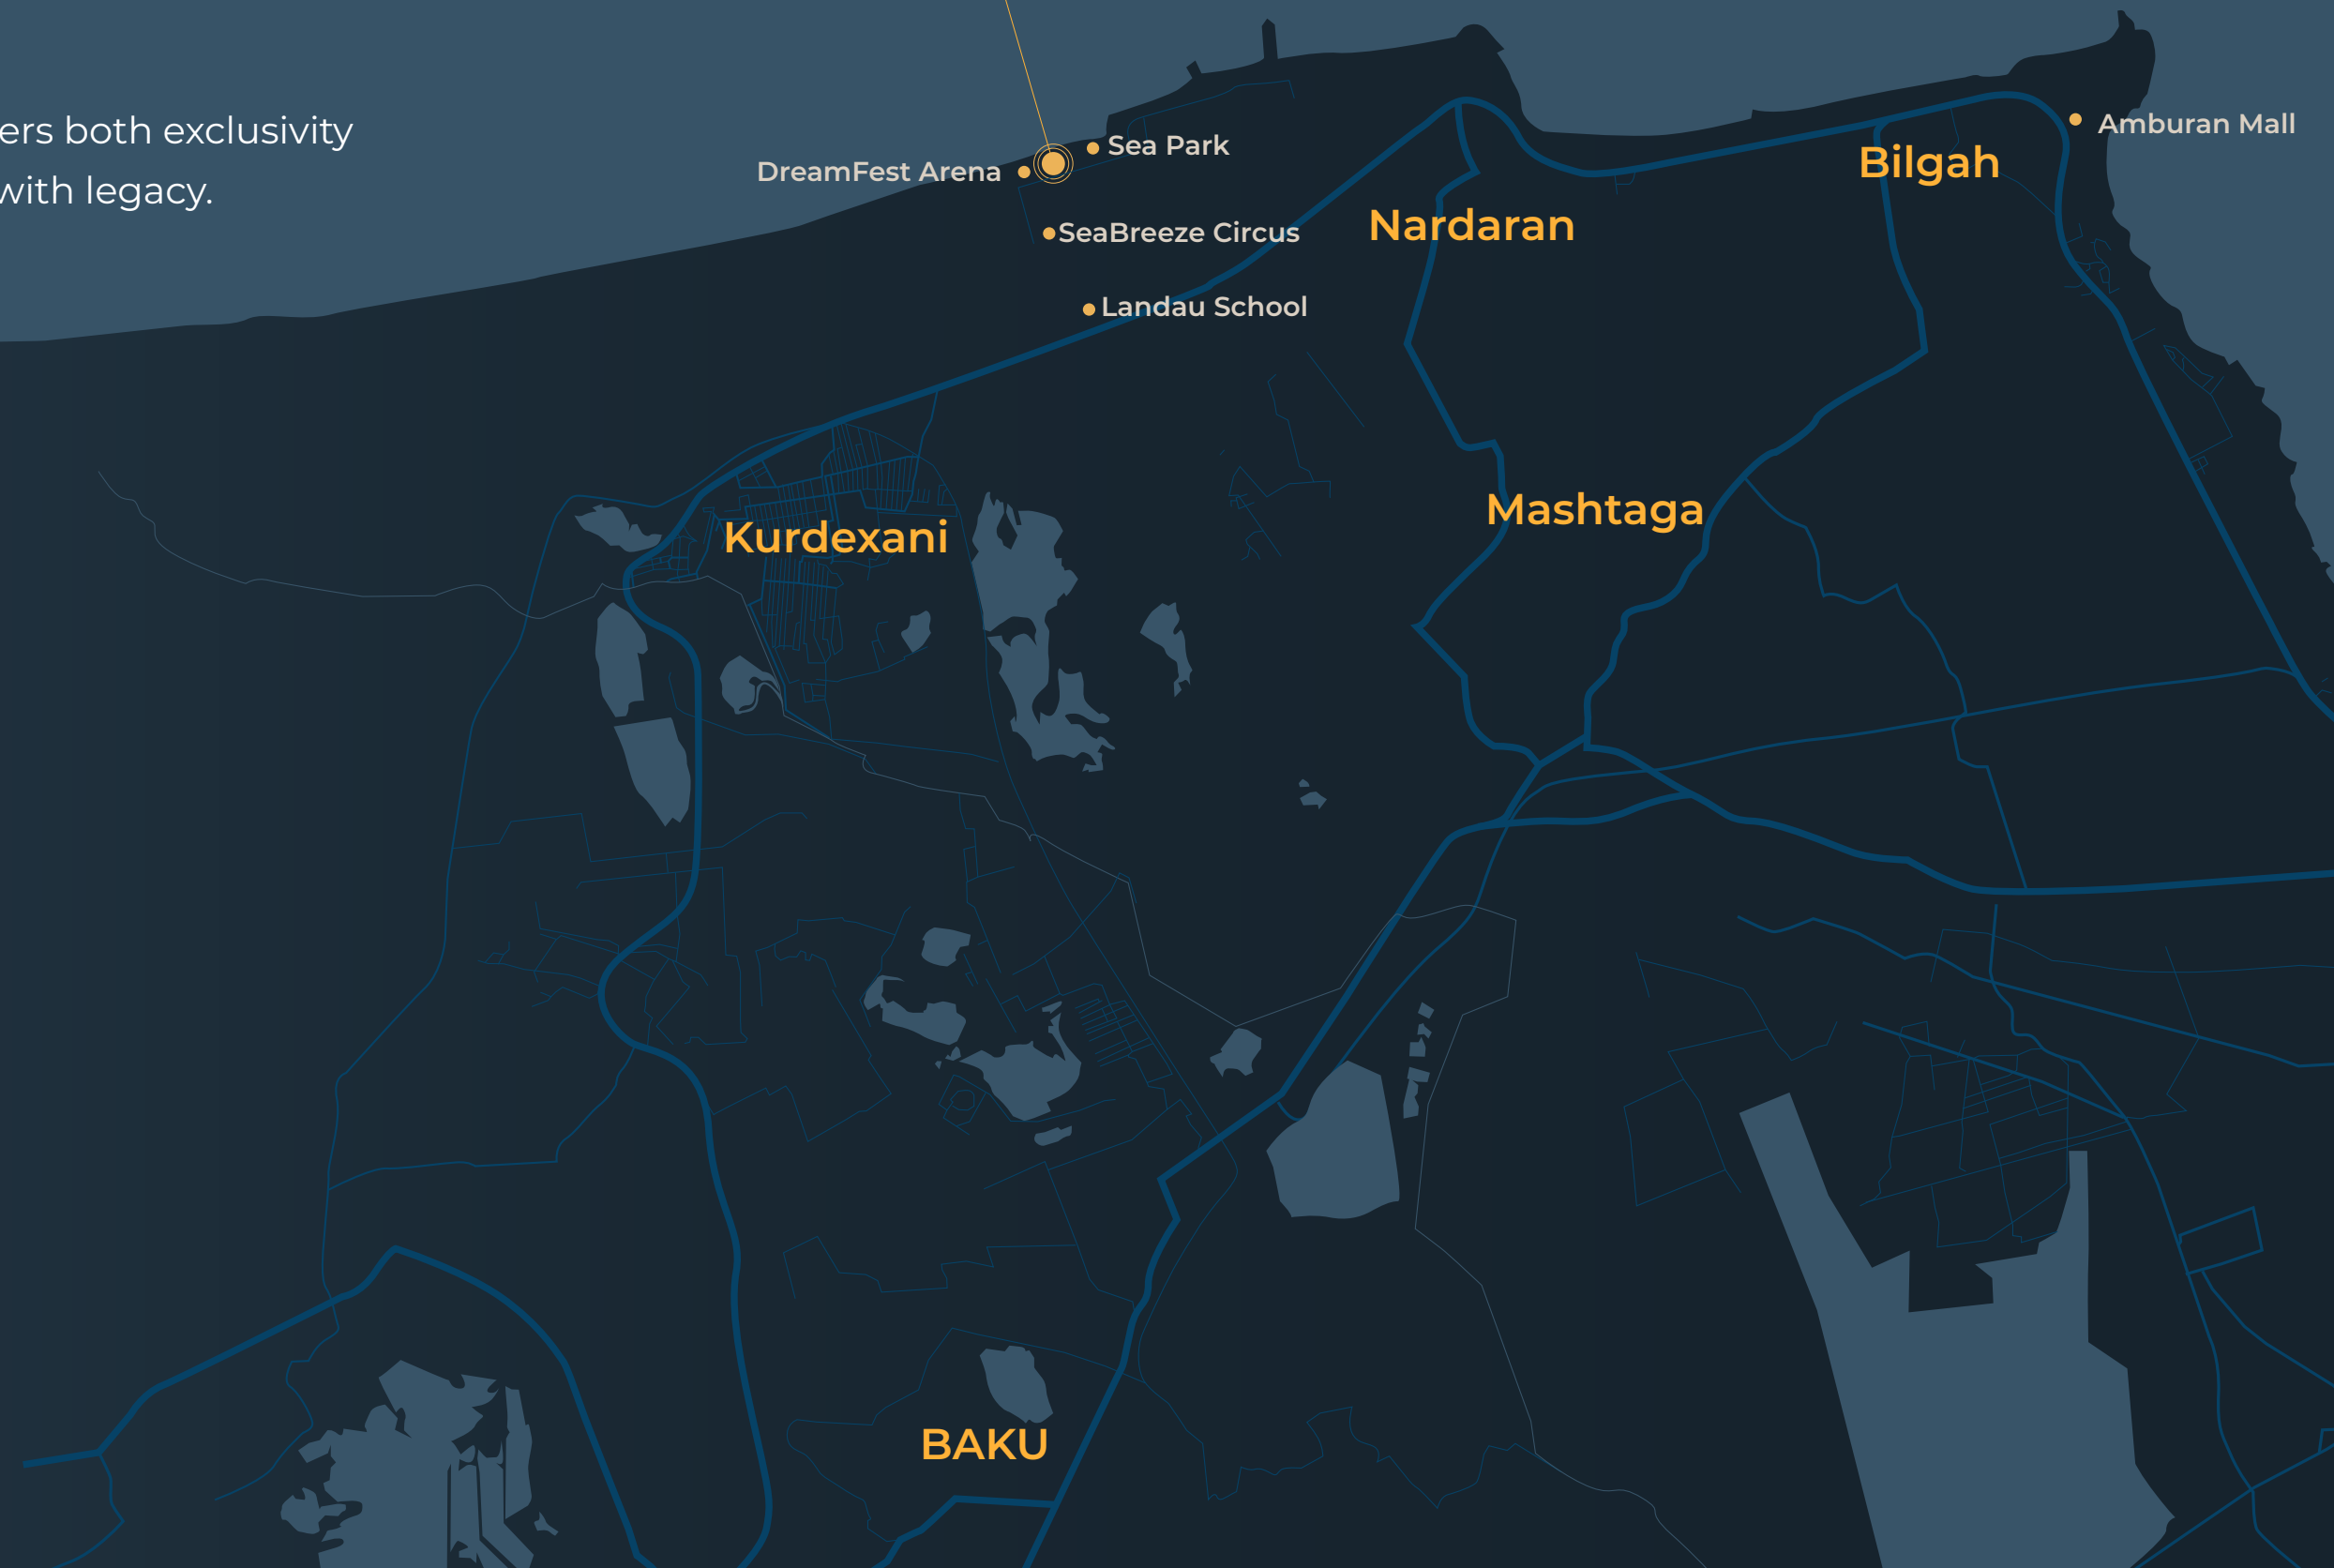 ers both exclusivity
with legacy.
Amburan Mall
Sea Park
DreamFest Arena
Bilgah
Nardaran
SeaBreeze Circus
Landau School
Mashtaga
Kurdexani
BAKU